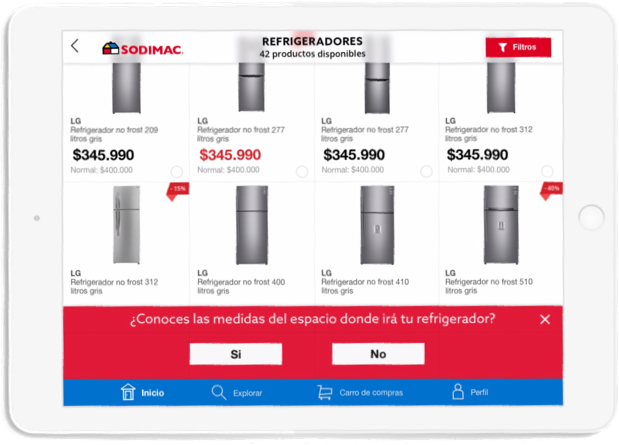 SODIMAC.
REFRIGERADORES
42 productos disponibles
Filtros
LG
Refrigerador no frost 209
litros gris
$345.990
Normal: $400.000
LG
Refrigerador no frost 277
litros gris
$345.990
Normal: $400.000
LG
Refrigerador no frost 277
litros gris
$345.990
Normal: $400.000
LG
Refrigerador no frost 312
litros gris
$345.990
Normal: $400.000
- 15%
LG
Refrigerador no frost 312
litros gris
LG
Refrigerador no frost 400
litros gris
LG
Refrigerador no frost 410
litros gris
- 40%
LG
Refrigerador no frost 510
litros gris
¿Conoces las medidas del espacio donde irá tu refrigerador?
Si
No
Inicio
Explorar
Carro de compras
Perfil